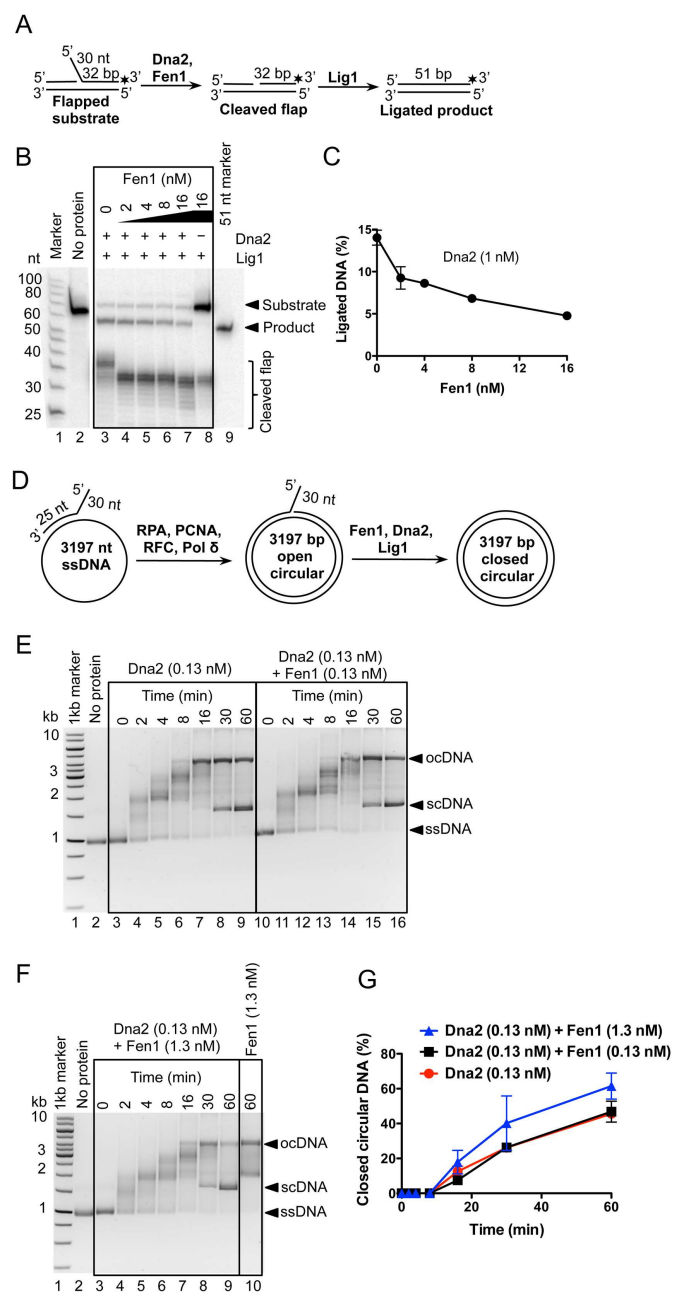 A
5'
30 nt
32 bp
5'
3'
3'
5'
Flapped
substrate
Dna2,
Fen1
5'
32 bp
3'
3'
5'
Cleaved flap
Lig1
5'
51 bp
3'
3'
5'
Ligated product
B
Marker
No protein
Fen1 (nM)
0 2 4 8 16 16
51 nt marker
+ + + + + − Dna2
+ + + + + + Lig1
nt
100
80
60
50
40
30
25
Substrate
Product
Cleaved flap
1 2 3 4 5 6 7 8 9
C
Ligated DNA (%)
15
10
5
0
Dna2 (1 nM)
0 4 8 12 16
Fen1 (nM)
D
5'
25 nt
30 nt
3'
3197 nt
ssDNA
RPA, PCNA,
RFC, Pol δ
5'
30 nt
3197 bp
open
circular
Fen1, Dna2,
Lig1
3197 bp
closed
circular
E
1kb marker
No protein
Dna2 (0.13 nM)
Time (min)
0 2 4 8 16 30 60
Dna2 (0.13 nM)
+ Fen1 (0.13 nM)
Time (min)
0 2 4 8 16 30 60
kb
10
3
2
1
ocDNA
scDNA
ssDNA
1 2 3 4 5 6 7 8 9 10 11 12 13 14 15 16
F
1kb marker
No protein
Dna2 (0.13 nM)
+ Fen1 (1.3 nM)
Time (min)
0 2 4 8 16 30 60
Fen1 (1.3 nM)
60
kb
10
3
2
1
ocDNA
scDNA
ssDNA
1 2 3 4 5 6 7 8 9 10
G
Dna2 (0.13 nM) + Fen1 (1.3 nM)
Dna2 (0.13 nM) + Fen1 (0.13 nM)
Dna2 (0.13 nM)
Closed circular DNA (%)
80
60
40
20
0
0 20 40 60
Time (min)